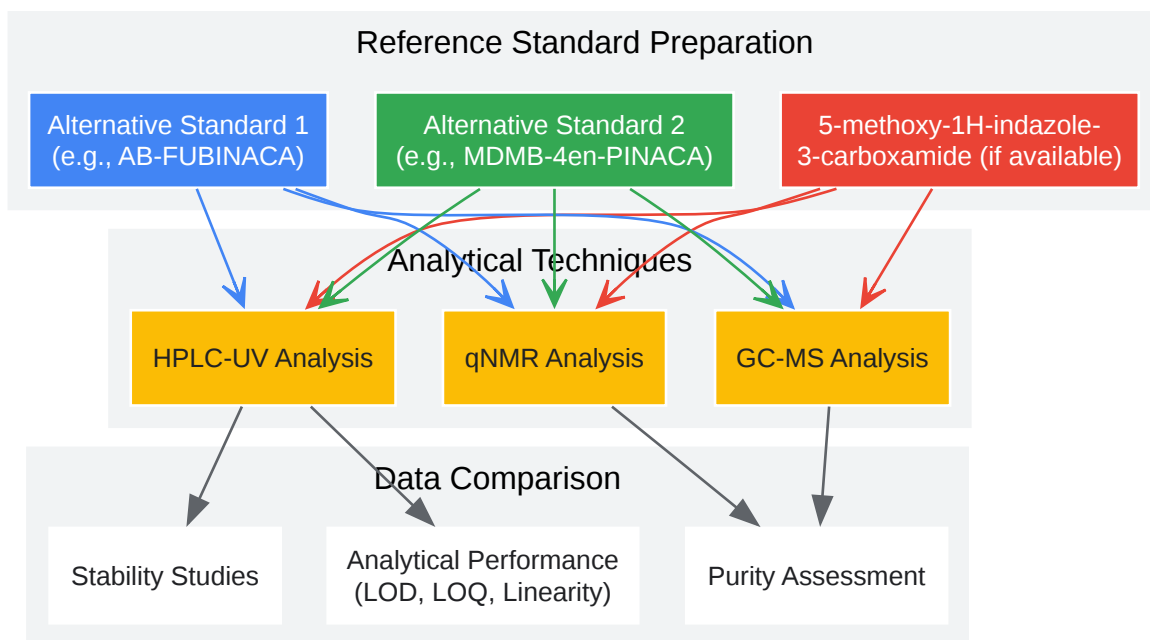 Reference Standard Preparation
Alternative Standard 1
(e.g., AB-FUBINACA)
Alternative Standard 2
(e.g., MDMB-4en-PINACA)
5-methoxy-1H-indazole-
3-carboxamide (if available)
Analytical Techniques
HPLC-UV Analysis
qNMR Analysis
GC-MS Analysis
Data Comparison
Stability Studies
Analytical Performance
(LOD, LOQ, Linearity)
Purity Assessment